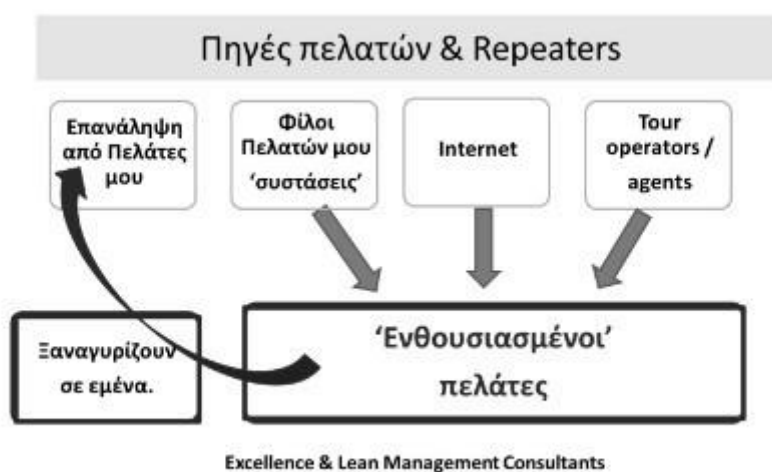 Πηγές πελατών & Repeaters
Επανάληψη
από Πελάτες
μου
Φίλοι
Πελατών μου
‘συστάσεις’
Internet
Tour
operators /
agents
Ξαναγυρίζουν
σε εμένα.
‘Ενθουσιασμένοι’
πελάτες
Excellence & Lean Management Consultants